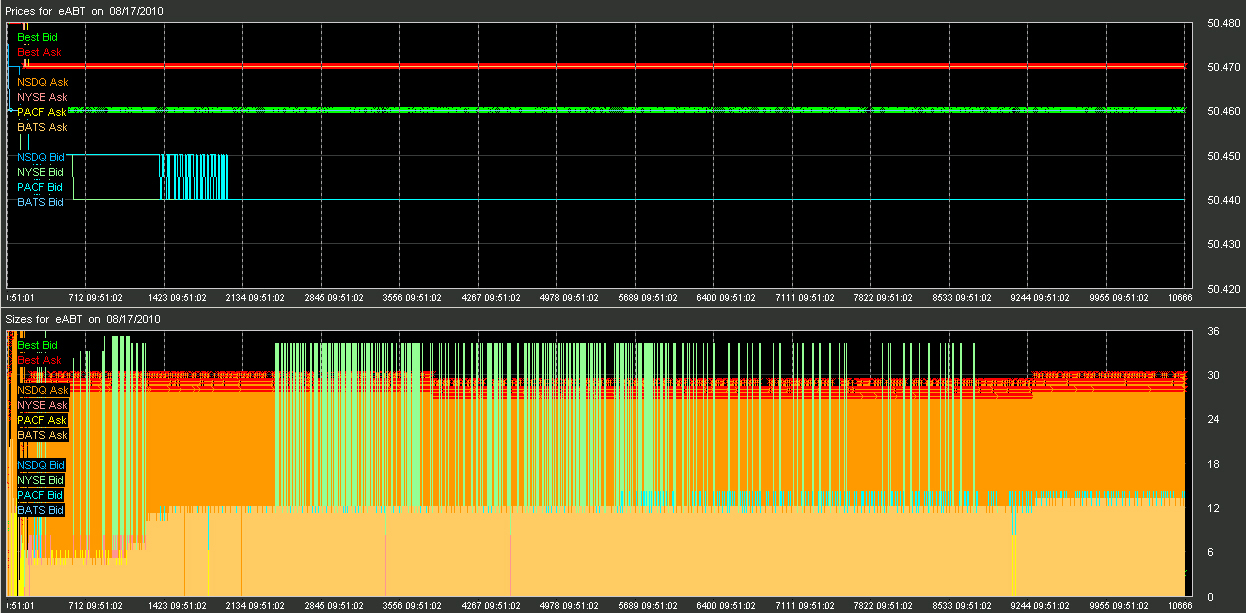 Prices for eABT on 08/17/2010
50.480
Best Bid
Best Ask
50.470
NSDQ Ask
NYSE Ask
PACF Ask
50.460
BATS Ask
NSDQ Bid
50.450
NYSE Bid
PACF Bid
BATS Bid
50.440
50.430
50.420
:51:01 712 09:51:02 1423 09:51:02 2134 09:51:02 2845 09:51:02 3556 09:51:02 4267 09:51:02 4978 09:51:02 5689 09:51:02 6400 09:51:02 7111 09:51:02 7822 09:51:02 8533 09:51:02 9244 09:51:02 9955 09:51:02 10666
Sizes for eABT on 08/17/2010
36
Best Bid
Best Ask
30
NSDQ Ask
NYSE Ask
PACF Ask
24
BATS Ask
NSDQ Bid
18
NYSE Bid
PACF Bid
BATS Bid
12
6
0
:51:01 712 09:51:02 1423 09:51:02 2134 09:51:02 2845 09:51:02 3556 09:51:02 4267 09:51:02 4978 09:51:02 5689 09:51:02 6400 09:51:02 7111 09:51:02 7822 09:51:02 8533 09:51:02 9244 09:51:02 9955 09:51:02 10666